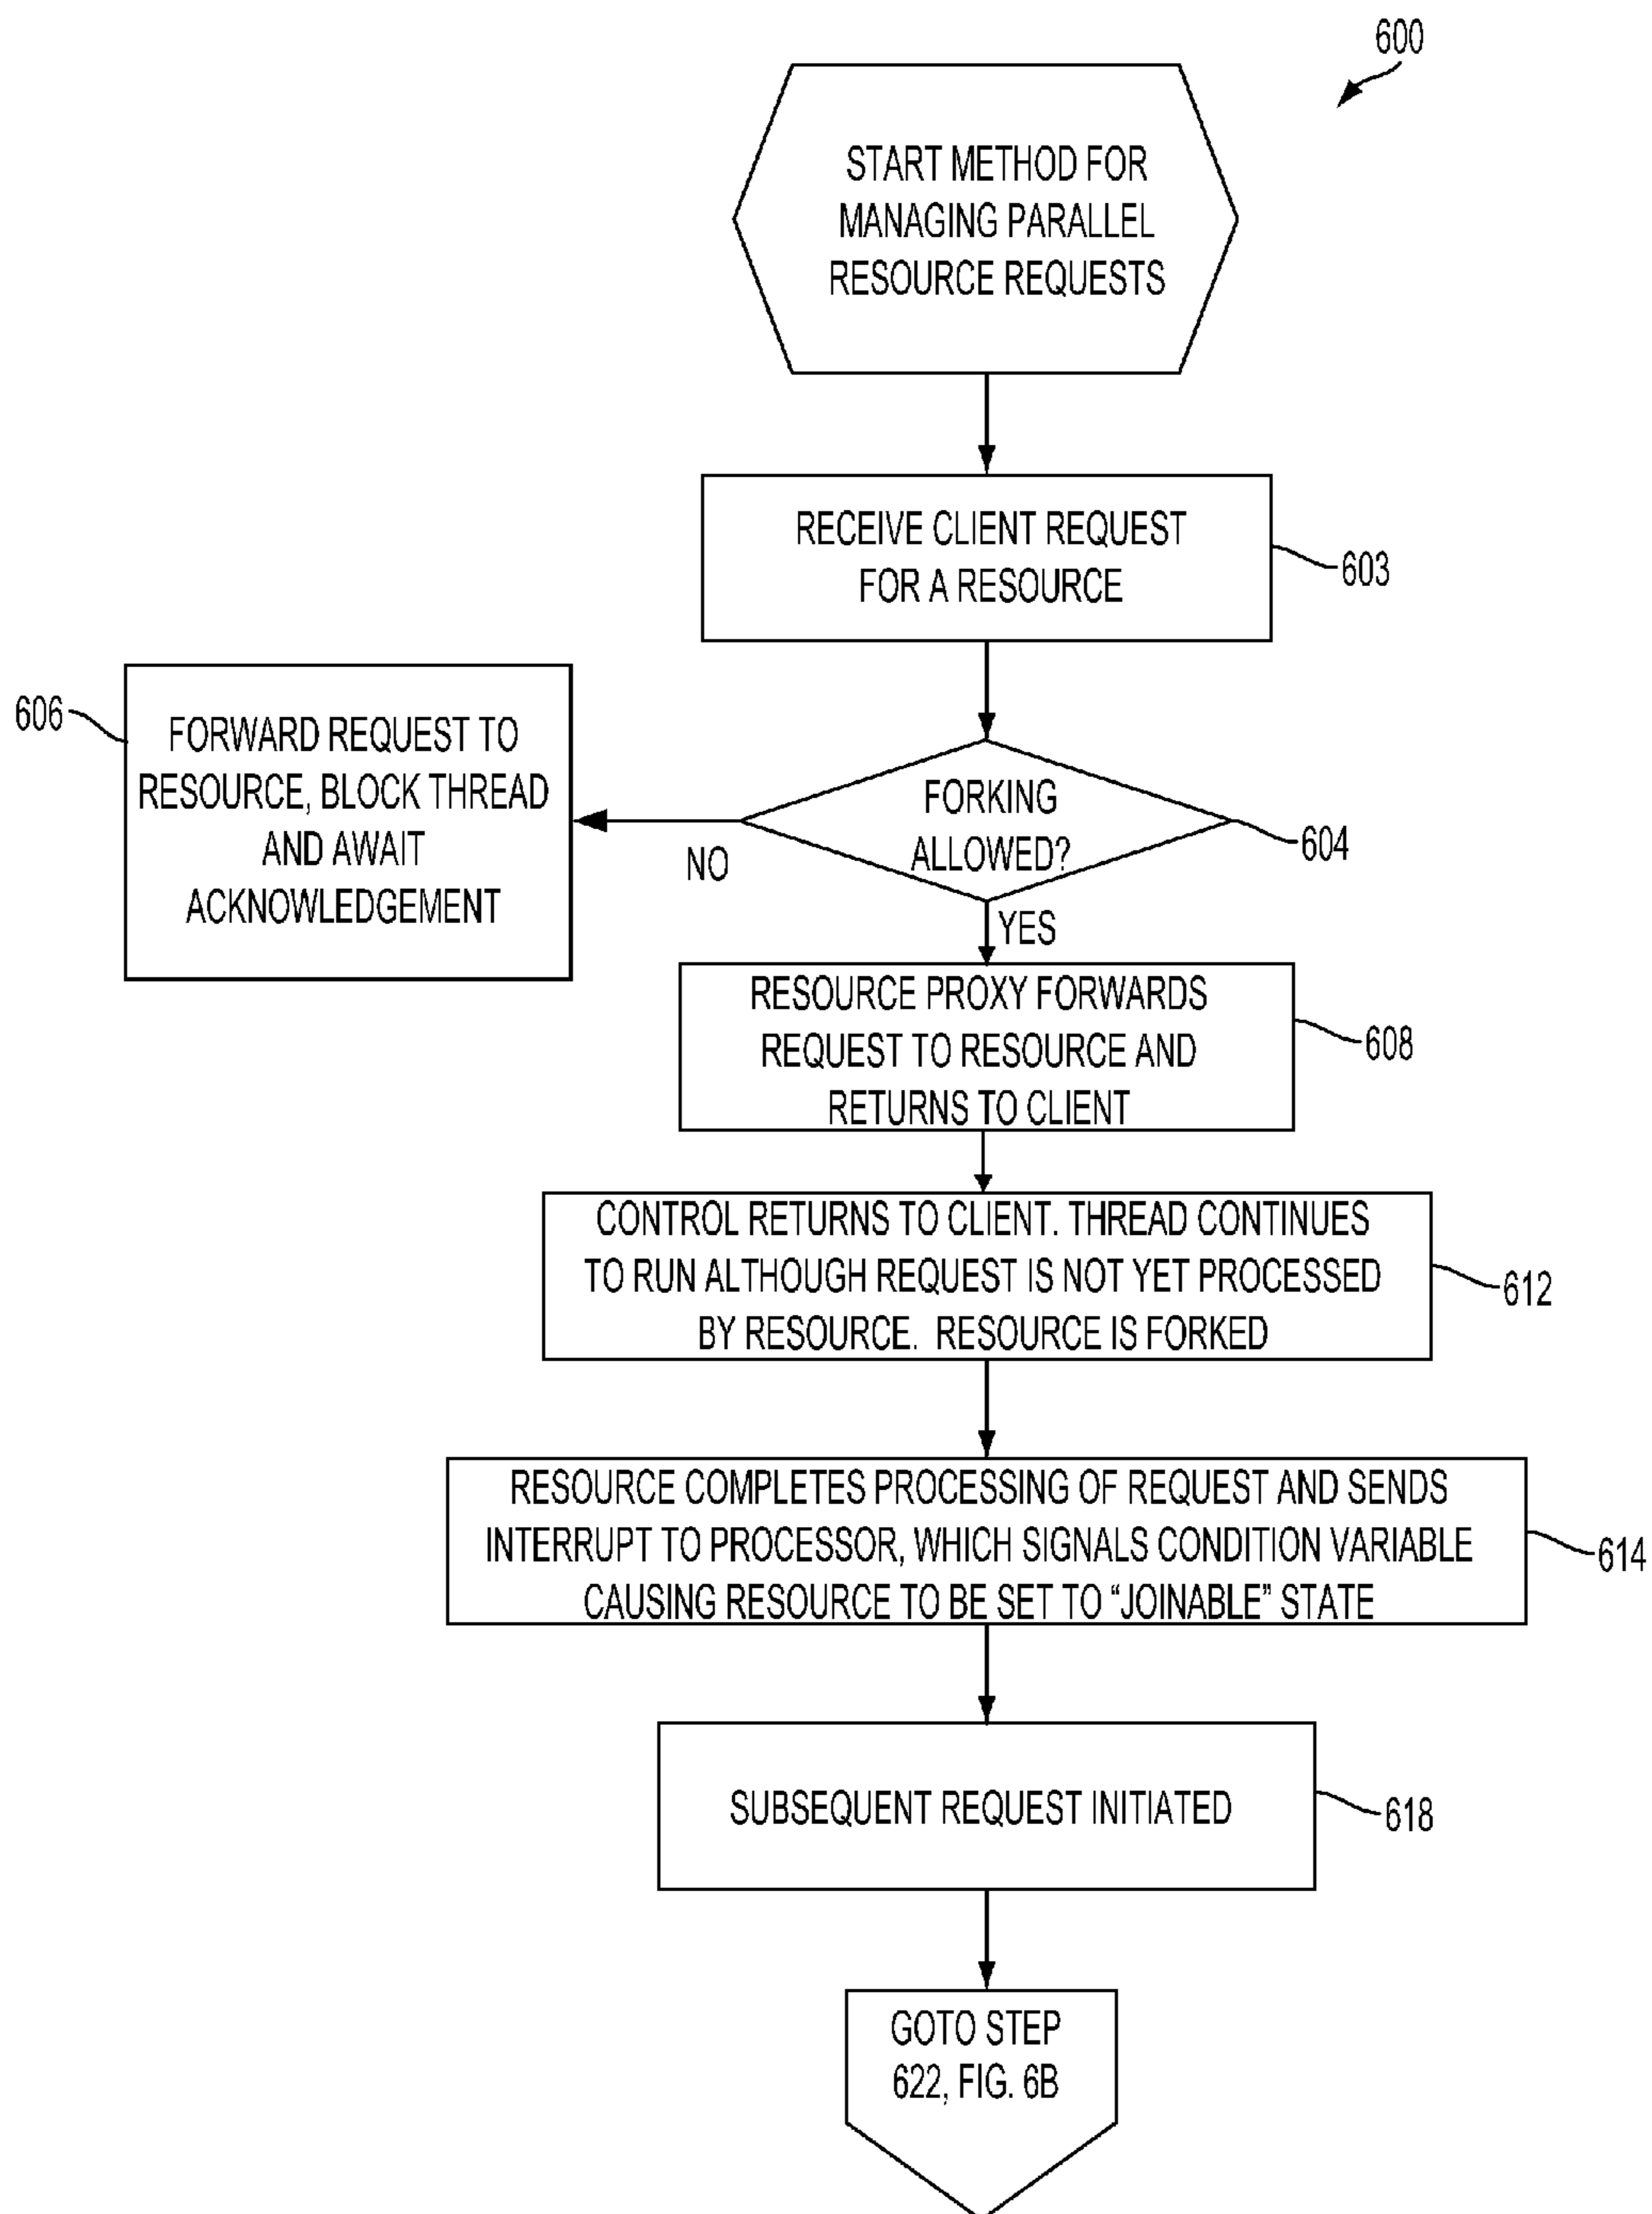 600
START METHOD FOR
MANAGING PARALLEL
RESOURCE REQUESTS
RECEIVE CLIENT REQUEST
FOR A RESOURCE
603
606
FORWARD REQUEST TO
RESOURCE, BLOCK THREAD
AND AWAIT
ACKNOWLEDGEMENT
FORKING
ALLOWED?
604
NO
YES
RESOURCE PROXY FORWARDS
REQUEST TO RESOURCE AND
RETURNS TO CLIENT
608
CONTROL RETURNS TO CLIENT. THREAD CONTINUES
TO RUN ALTHOUGH REQUEST IS NOT YET PROCESSED
BY RESOURCE. RESOURCE IS FORKED
612
RESOURCE COMPLETES PROCESSING OF REQUEST AND SENDS
INTERRUPT TO PROCESSOR, WHICH SIGNALS CONDITION VARIABLE
CAUSING RESOURCE TO BE SET TO “JOINABLE” STATE
614
SUBSEQUENT REQUEST INITIATED
618
GOTO STEP
622, FIG. 6B